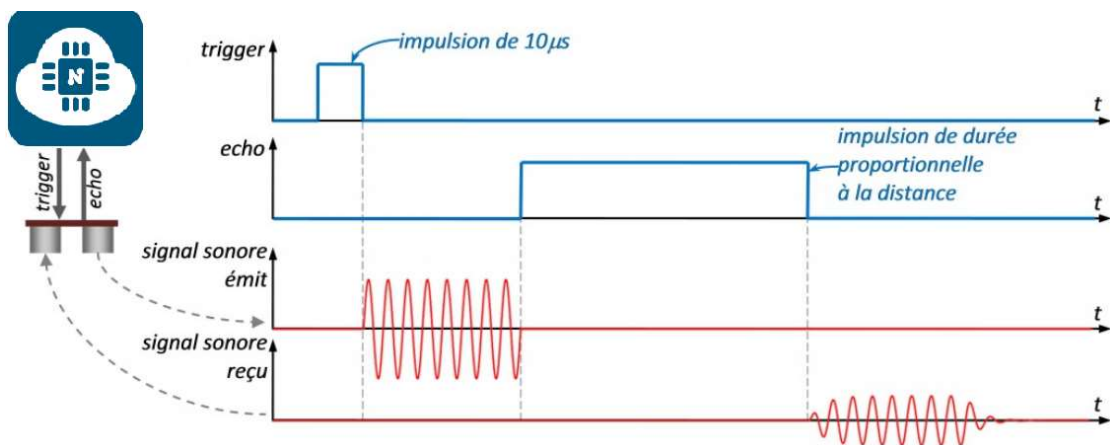 N
trigger
echo
trigger
impulsion de 10µs
t
echo
impulsion de durée
proportionnelle
à la distance
t
signal sonore
émit
t
signal sonore
reçu
t